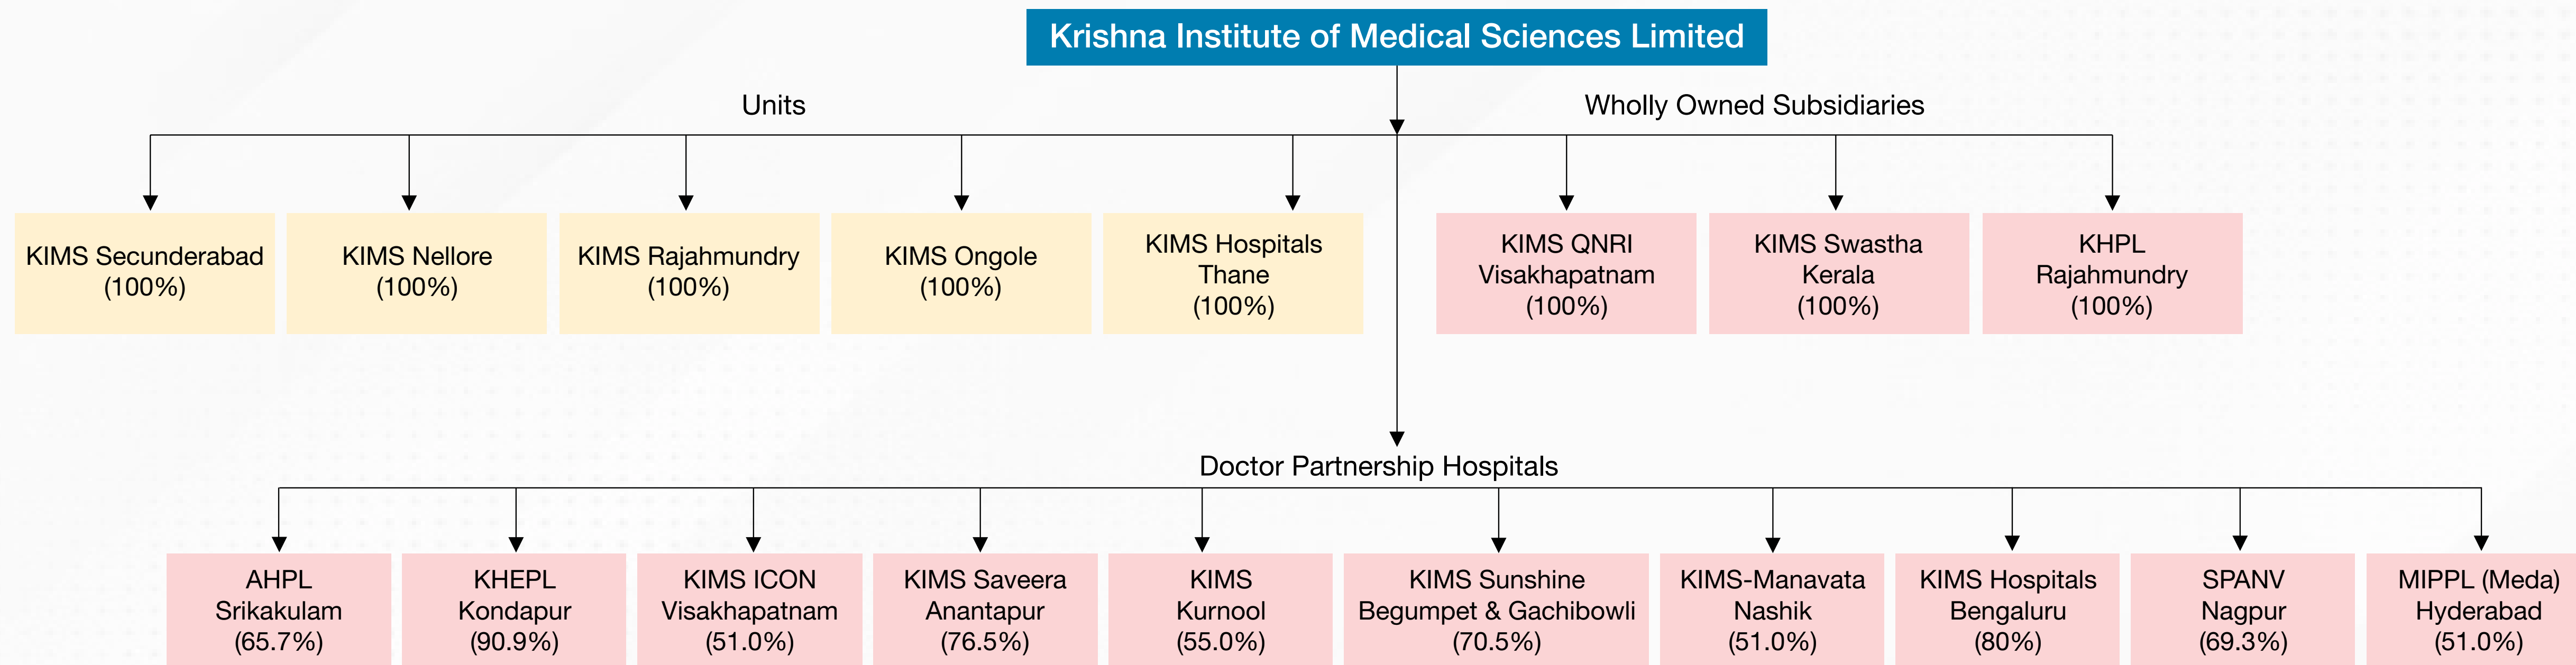 Krishna Institute of Medical Sciences Limited
Units
Wholly Owned Subsidiaries
KIMS Secunderabad
(100%)
KIMS Nellore
(100%)
KIMS Rajahmundry
(100%)
KIMS Ongole
(100%)
KIMS Hospitals
Thane
(100%)
KIMS QNRI
Visakhapatnam
(100%)
KIMS Swastha
Kerala
(100%)
KHPL
Rajahmundry
(100%)
Doctor Partnership Hospitals
AHPL
Srikakulam
(65.7%)
KHEPL
Kondapur
(90.9%)
KIMS ICON
Visakhapatnam
(51.0%)
KIMS Saveera
Anantapur
(76.5%)
KIMS
Kurnool
(55.0%)
KIMS Sunshine
Begumpet & Gachibowli
(70.5%)
KIMS-Manavata
Nashik
(51.0%)
KIMS Hospitals
Bengaluru
(80%)
SPANV
Nagpur
(69.3%)
MIPPL (Meda)
Hyderabad
(51.0%)